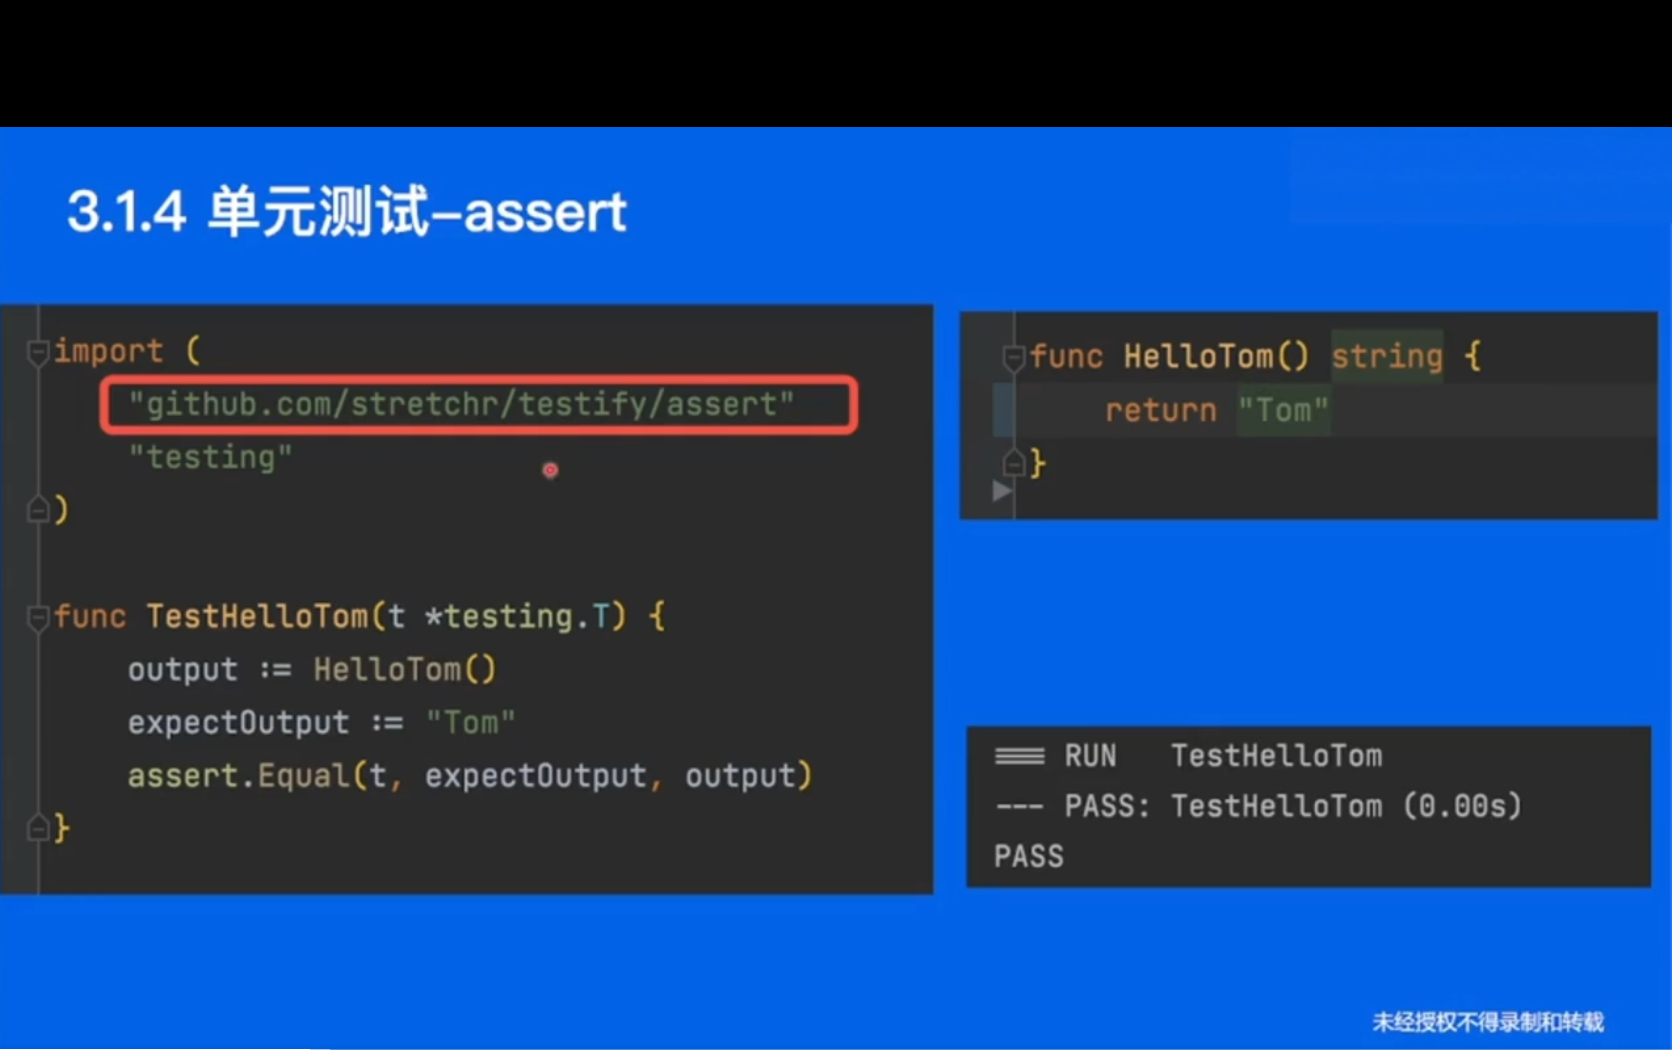 3.1.4 单元测试-assert
import (
"github.com/stretchr/testify/assert"
"testing"
)
func TestHelloTom(t *testing.T) {
output := HelloTom()
expectOutput := "Tom"
assert.Equal(t, expectOutput, output)
}
func HelloTom() string {
return "Tom"
}
=== RUN   TestHelloTom
--- PASS: TestHelloTom (0.00s)
PASS
未经授权不得录制和转载